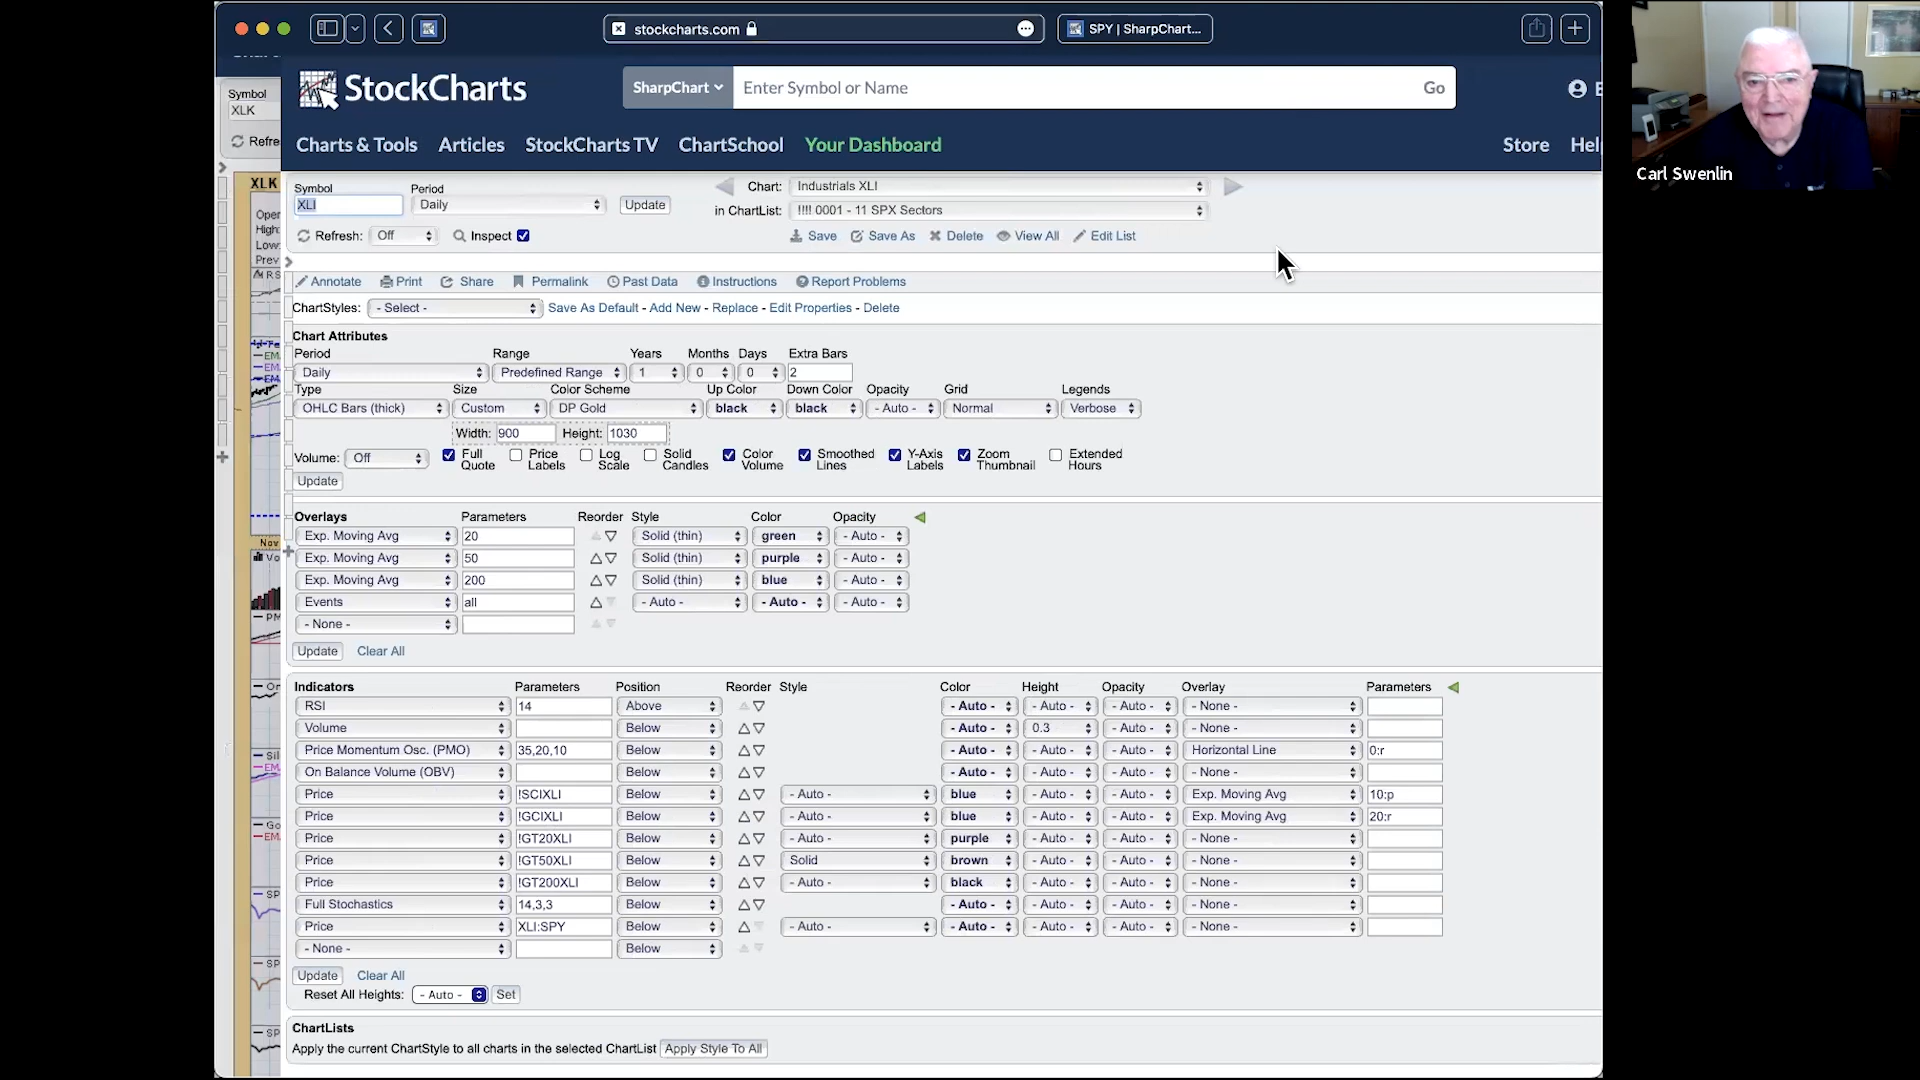 stockcharts.com
SPY | SharpChart...
StockCharts
SharpChart
Enter Symbol or Name
Go
Charts & Tools Articles StockCharts TV ChartSchool Your Dashboard Store Hel
Carl Swenlin
Symbol
XLK
Refre
XLK
Open
High:
Low:
Prev
Nov
Symbol Period
XLI Daily Update
Chart: Industrials XLI
in ChartList: !!!! 0001 - 11 SPX Sectors
Refresh: Off Inspect
Save Save As Delete View All Edit List
Annotate Print Share Permalink Past Data Instructions Report Problems
ChartStyles: - Select - Save As Default - Add New - Replace - Edit Properties - Delete
Chart Attributes
Period Range Years Months Days Extra Bars
Daily Predefined Range 1 0 0 2
Type Size Color Scheme Up Color Down Color Opacity Grid Legends
OHLC Bars (thick) Custom DP Gold black black - Auto - Normal Verbose
Width: 900 Height: 1030
Volume: Off Full Quote Price Labels Log Scale Solid Candles Color Volume Smoothed Lines Y-Axis Labels Zoom Thumbnail Extended Hours
Update
Overlays Parameters Reorder Style Color Opacity
Exp. Moving Avg 20 Solid (thin) green - Auto -
Exp. Moving Avg 50 Solid (thin) purple - Auto -
Exp. Moving Avg 200 Solid (thin) blue - Auto -
Events all - Auto - - Auto - - Auto -
- None -
Update Clear All
Indicators Parameters Position Reorder Style Color Height Opacity Overlay Parameters
RSI 14 Above - Auto - - Auto - - Auto - - None -
Volume Below - Auto - 0.3 - Auto - - None -
Price Momentum Osc. (PMO) 35,20,10 Below - Auto - - Auto - - Auto - Horizontal Line 0:r
On Balance Volume (OBV) Below - Auto - - Auto - - Auto - - None -
Price !SCIXLI Below - Auto - blue - Auto - - Auto - Exp. Moving Avg 10:p
Price !GCIXLI Below - Auto - blue - Auto - - Auto - Exp. Moving Avg 20:r
Price !GT20XLI Below - Auto - purple - Auto - - Auto - - None -
Price !GT50XLI Below Solid brown - Auto - - Auto - - None -
Price !GT200XLI Below - Auto - black - Auto - - Auto - - None -
Full Stochastics 14,3,3 Below - Auto - - Auto - - Auto - - None -
Price XLI:SPY Below - Auto - - Auto - - Auto - - Auto - - None -
- None - Below
Update Clear All
Reset All Heights: - Auto - Set
ChartLists
Apply the current ChartStyle to all charts in the selected ChartList Apply Style To All